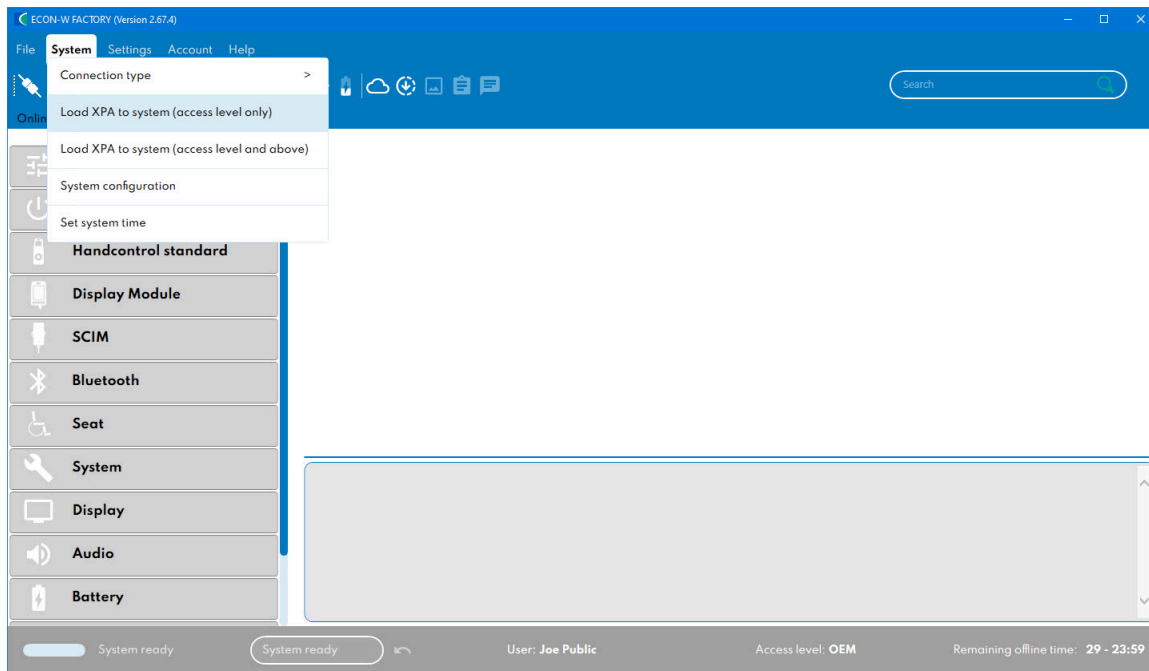 ECON-W FACTORY (Version 2.67.4)
File System Settings Account Help
Connection type >
Search
Load XPA to system (access level only)
Load XPA to system (access level and above)
System configuration
Set system time
Handcontrol standard
Display Module
SCIM
Bluetooth
Seat
System
Display
Audio
Battery
System ready System ready User: Joe Public Access level: OEM Remaining offline time: 29 - 23:59